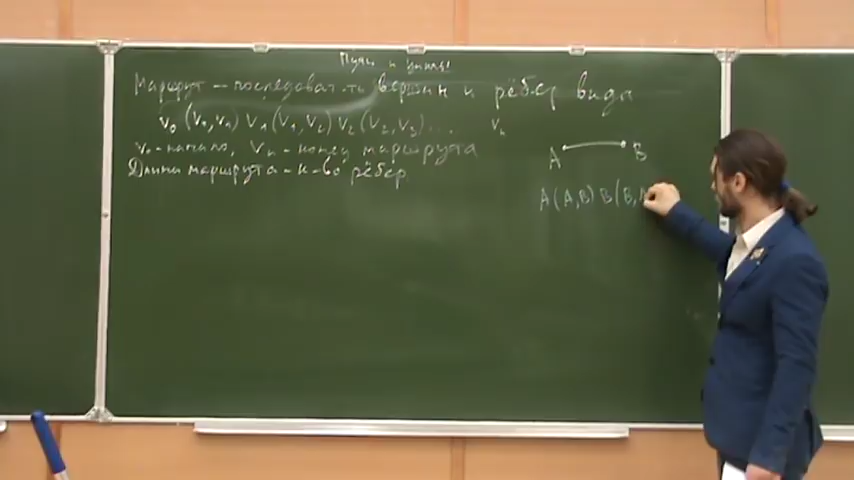 Пути и циклы
Маршрут – последоват-ть вершин и рёбер вида
v₀ (v₀, v₁) v₁ (v₁, v₂) v₂ (v₂, v₃) .... vₙ
v₀ - начало, vₙ - конец маршрута
Длина маршрута – к-во рёбер
A B
A (A, B) B (B,